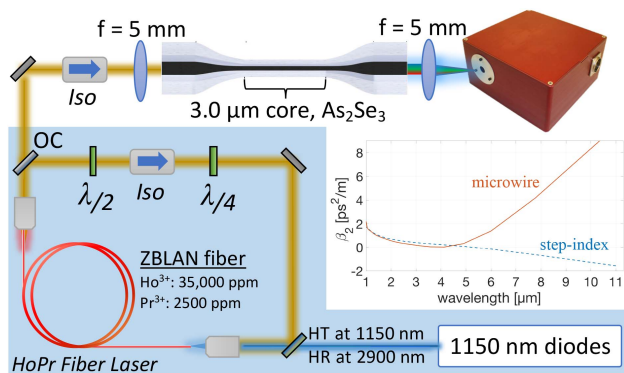 f = 5 mm
f = 5 mm
Iso
3.0 µm core, As₂Se₃
OC
λ/2
Iso
λ/4
ZBLAN fiber
Ho³⁺: 35,000 ppm
Pr³⁺: 2500 ppm
HoPr Fiber Laser
HT at 1150 nm
HR at 2900 nm
1150 nm diodes
β₂ [ps²/m]
8
6
4
2
0
-2
microwire
step-index
1 2 3 4 5 6 7 8 9 10 11
wavelength [µm]